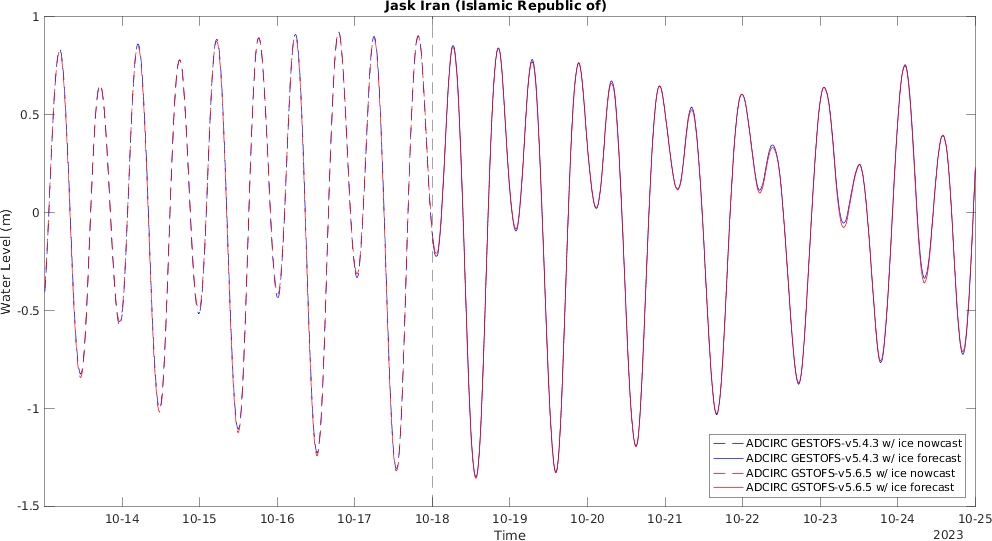 Jask Iran (Islamic Republic of)
1
0.5
0
-0.5
-1
-1.5
Water Level (m)
ADCIRC GESTOFS-v5.4.3 w/ ice nowcast
ADCIRC GESTOFS-v5.4.3 w/ ice forecast
ADCIRC GSTOFS-v5.6.5 w/ ice nowcast
ADCIRC GSTOFS-v5.6.5 w/ ice forecast
10-14 10-15 10-16 10-17 10-18 10-19 10-20 10-21 10-22 10-23 10-24 10-25
Time
2023